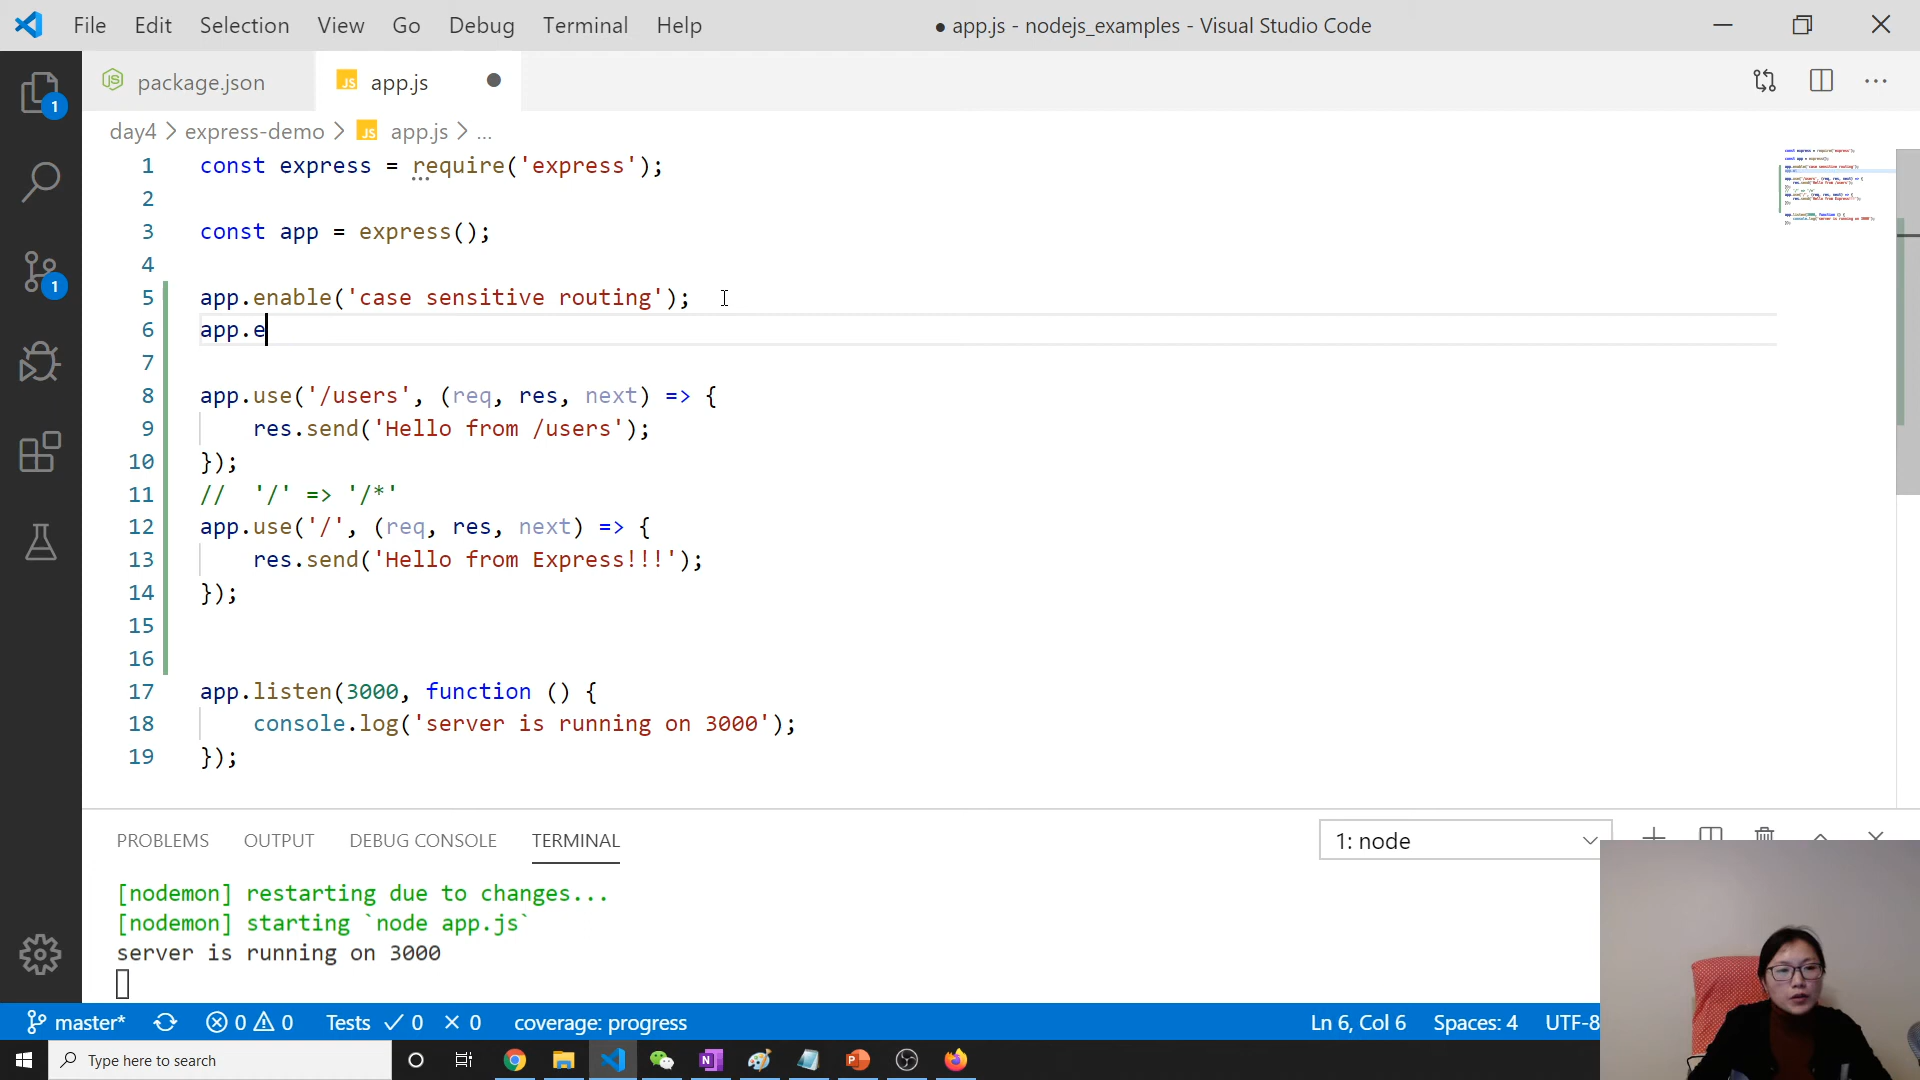 File Edit Selection View Go Debug Terminal Help
● app.js - nodejs_examples - Visual Studio Code
package.json
JS app.js
day4 > express-demo > JS app.js > ...
1 const express = require('express');
2
3 const app = express();
4
5 app.enable('case sensitive routing');
6 app.e
7
8 app.use('/users', (req, res, next) => {
9 res.send('Hello from /users');
10 });
11 // '/' => '/*'
12 app.use('/', (req, res, next) => {
13 res.send('Hello from Express!!!');
14 });
15
16
17 app.listen(3000, function () {
18 console.log('server is running on 3000');
19 });
PROBLEMS OUTPUT DEBUG CONSOLE TERMINAL
1: node
[nodemon] restarting due to changes...
[nodemon] starting `node app.js`
server is running on 3000
master* 0 0 Tests ✓ 0 × 0 coverage: progress
Ln 6, Col 6 Spaces: 4 UTF-8
Type here to search